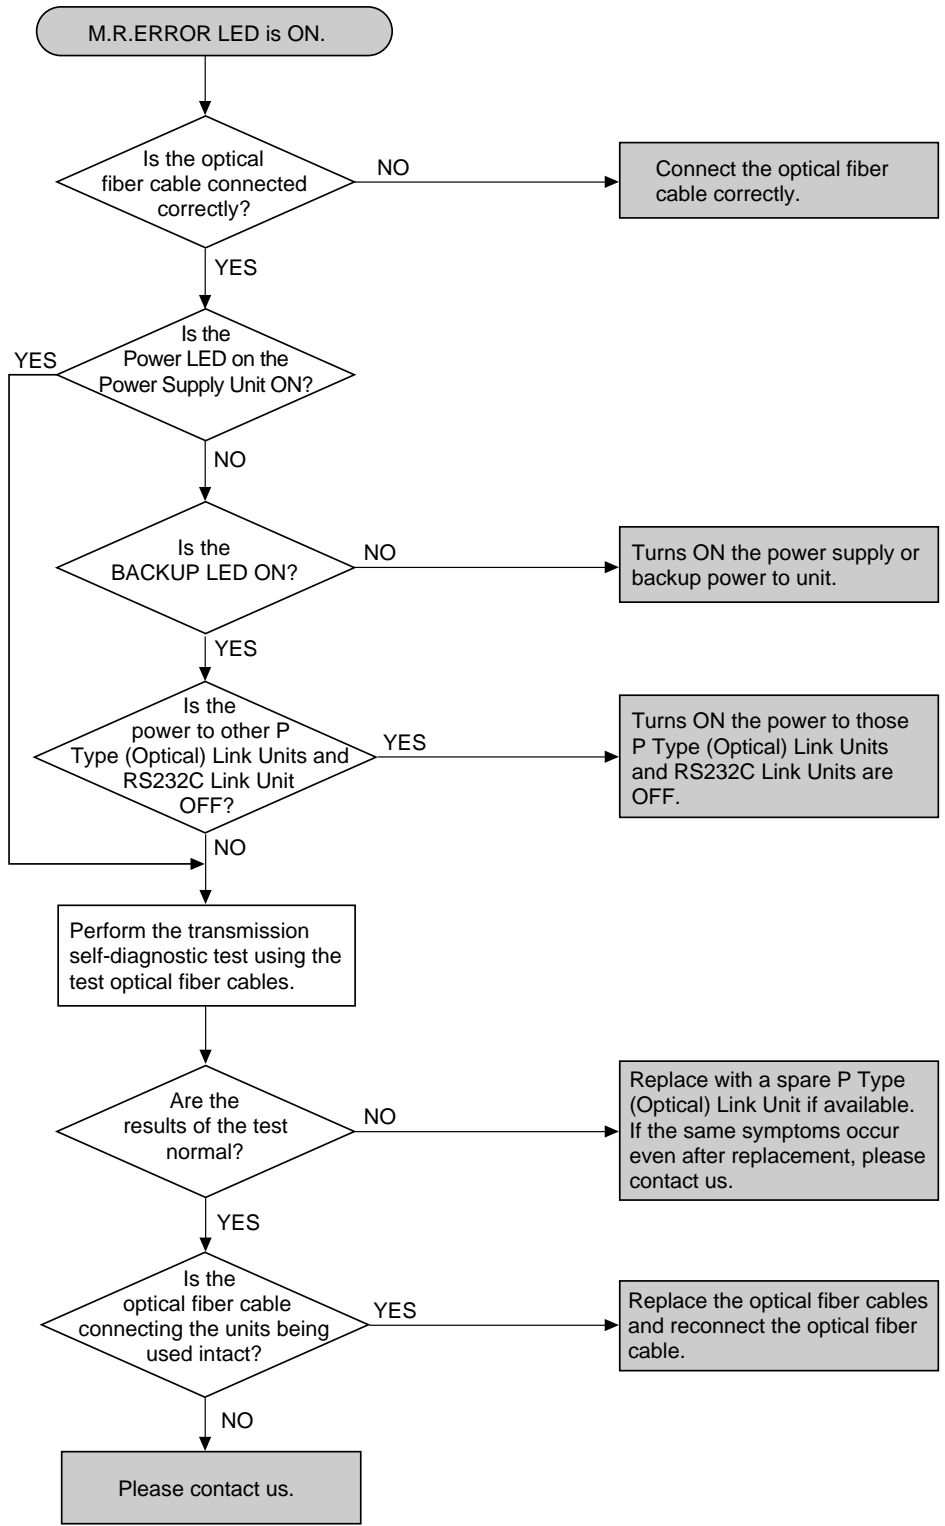 M.R.ERROR LED is ON.
Is the optical
fiber cable connected
correctly?
NO
Connect the optical fiber
cable correctly.
YES
Is the
Power LED on the
Power Supply Unit ON?
YES
NO
Is the
BACKUP LED ON?
NO
Turns ON the power supply or
backup power to unit.
YES
Is the
power to other P
Type (Optical) Link Units and
RS232C Link Unit
OFF?
YES
Turns ON the power to those
P Type (Optical) Link Units
and RS232C Link Units are
OFF.
NO
Perform the transmission
self-diagnostic test using the
test optical fiber cables.
Are the
results of the test
normal?
NO
Replace with a spare P Type
(Optical) Link Unit if available.
If the same symptoms occur
even after replacement, please
contact us.
YES
Is the
optical fiber cable
connecting the units being
used intact?
YES
Replace the optical fiber cables
and reconnect the optical fiber
cable.
NO
Please contact us.